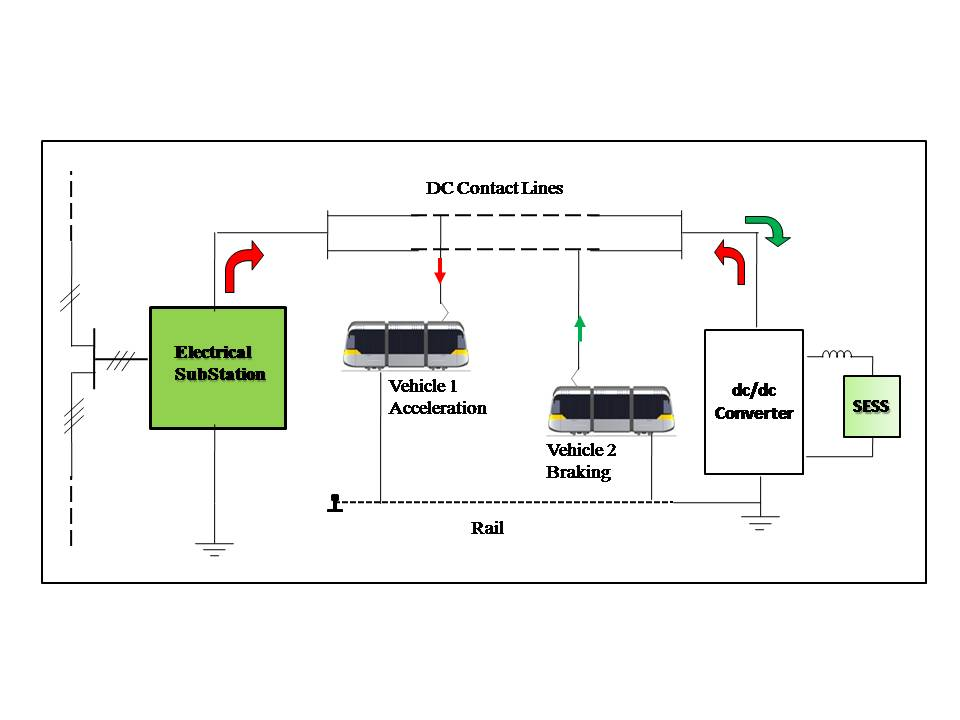 DC Contact Lines
Electrical
SubStation
Vehicle 1
Acceleration
Vehicle 2
Braking
dc/dc
Converter
SESS
Rail